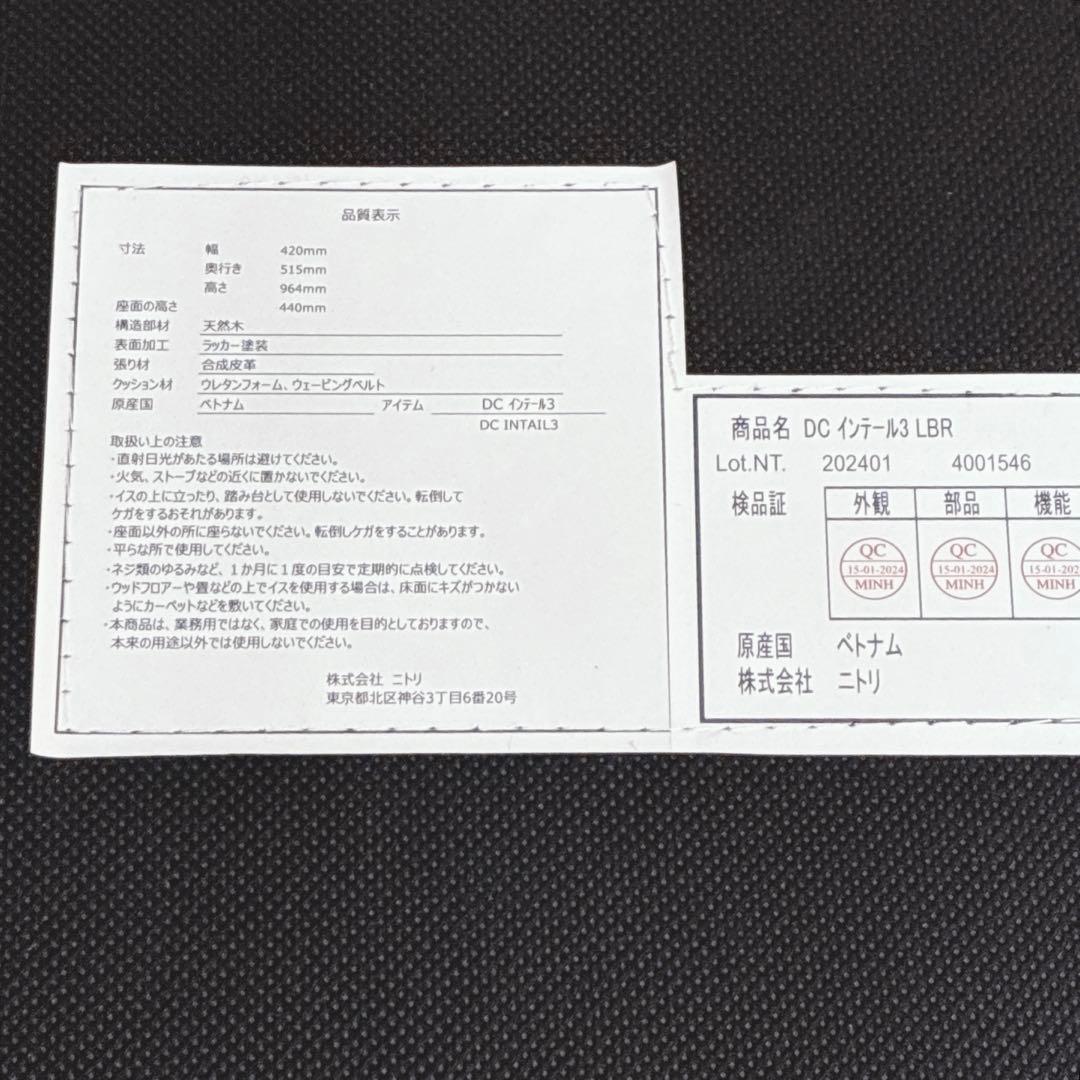 品質表示
寸法 幅 420mm
奥行き 515mm
高さ 964mm
座面の高さ 440mm
構造部材 天然木
表面加工 ラッカー塗装
張り材 合成皮革
クッション材 ウレタンフォーム、ウェービングベルト
原産国 ベトナム アイテム DC インテール3
DC INTAIL3
取扱い上の注意
・直射日光があたる場所は避けてください。
・火気、ストーブなどの近くに置かないでください。
・イスの上に立ったり、踏み台として使用しないでください。転倒して
ケガをするおそれがあります。
・座面以外の所に座らないでください。転倒しケガをすることがあります。
・平らな所で使用してください。
・ネジ類のゆるみなど、1か月に1度の目安で定期的に点検してください。
・ウッドフロアーや畳などの上でイスを使用する場合は、床面にキズがつかない
ようにカーペットなどを敷いてください。
・本商品は、業務用ではなく、家庭での使用を目的としておりますので、
本来の用途以外では使用しないでください。
株式会社 ニトリ
東京都北区神谷3丁目6番20号
商品名 DC インテール3 LBR
Lot.NT. 202401 4001546
検品証 外観 部品 機能
QC QC QC
15-01-2024 15-01-2024 15-01-202
MINH MINH MINH
原産国 ベトナム
株式会社 ニトリ